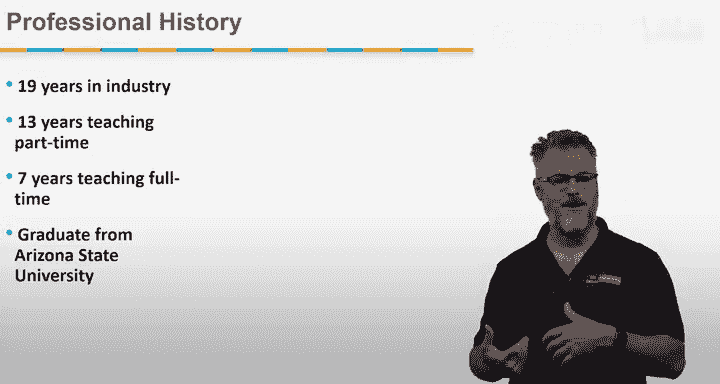 Professional History
• 19 years in industry
• 13 years teaching
part-time
• 7 years teaching full-
time
• Graduate from
Arizona State
University